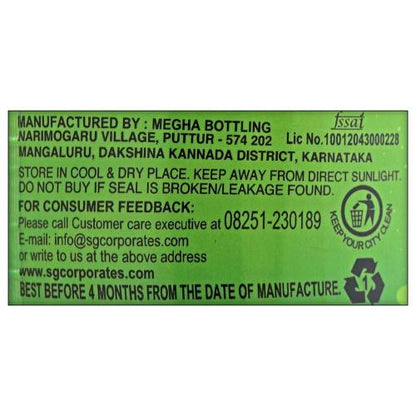 fssai
MANUFACTURED BY : MEGHA BOTTLING
NARIMOGARU VILLAGE, PUTTUR - 574 202 Lic No.10012043000228
MANGALURU, DAKSHINA KANNADA DISTRICT, KARNATAKA
STORE IN COOL & DRY PLACE. KEEP AWAY FROM DIRECT SUNLIGHT.
DO NOT BUY IF SEAL IS BROKEN/LEAKAGE FOUND.
FOR CONSUMER FEEDBACK:
Please call Customer care executive at 08251-230189
E-mail: info@sgcorporates.com
or write to us at the above address
www.sgcorporates.com
KEEP YOUR CITY CLEAN
BEST BEFORE 4 MONTHS FROM THE DATE OF MANUFACTURE.
1